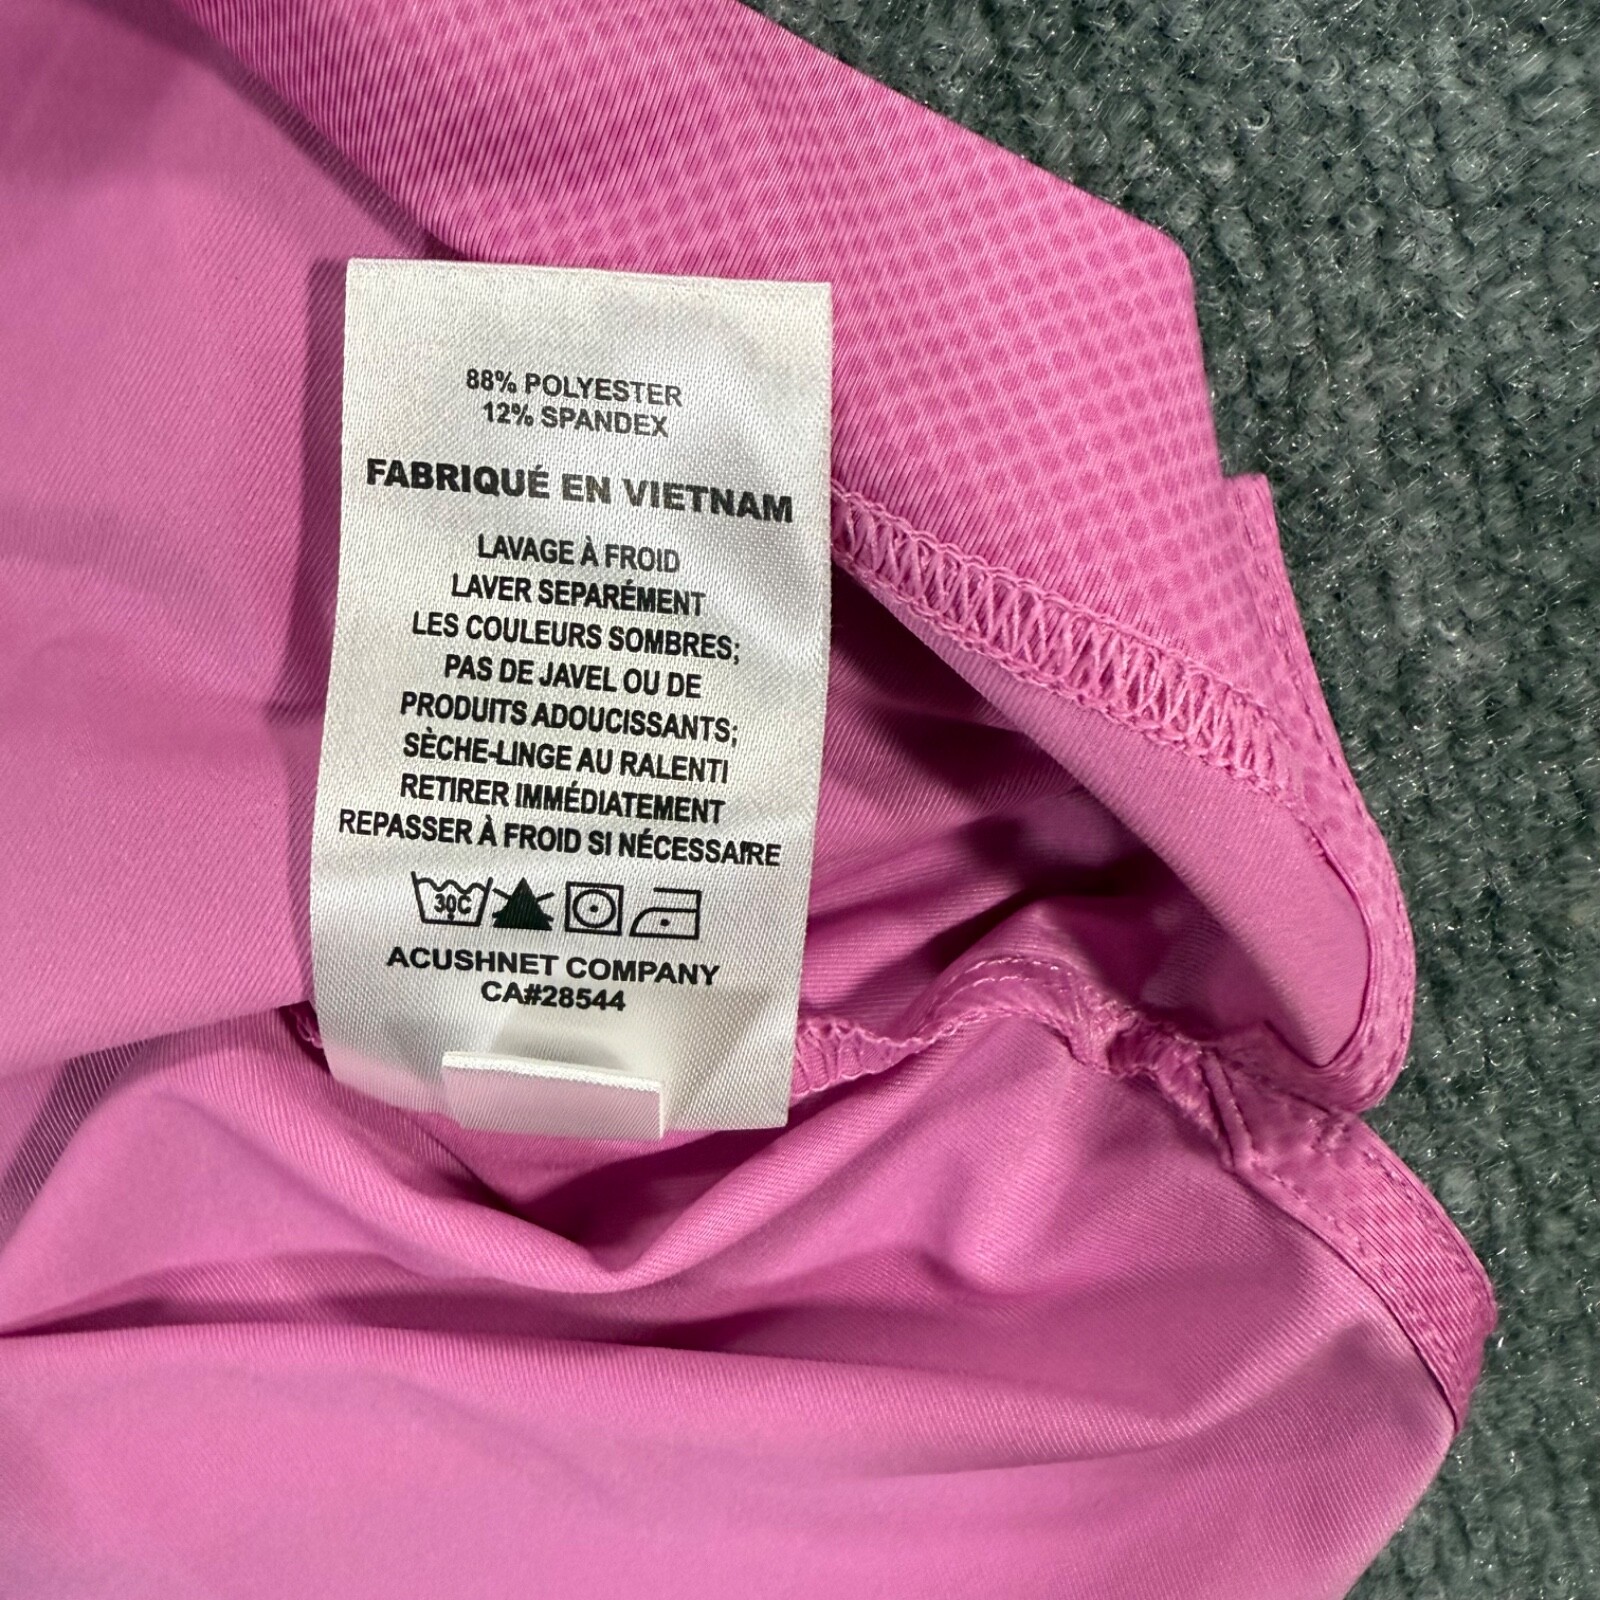 88% POLYESTER
12% SPANDEX
FABRIQUÉ EN VIETNAM
LAVAGE À FROID
LAVER SEPARÉMENT
LES COULEURS SOMBRES;
PAS DE JAVEL OU DE
PRODUITS ADOUCISSANTS;
SÈCHE-LINGE AU RALENTI
RETIRER IMMÉDIATEMENT
REPASSER À FROID SI NÉCESSAIRE
30C
ACUSHNET COMPANY
CA#28544